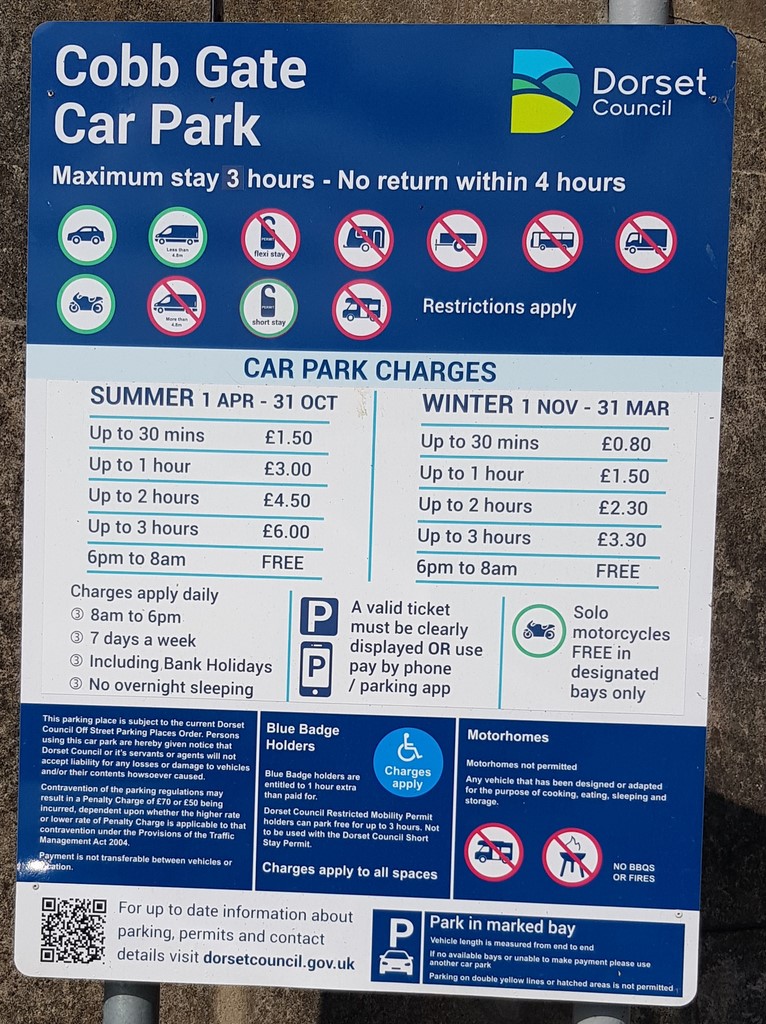 Cobb Gate
Car Park
Dorset
Council
Maximum stay 3 hours - No return within 4 hours
Less than
4.8m
PERMIT
flexi stay
More than
4.8m
PERMIT
short stay
Restrictions apply
CAR PARK CHARGES
SUMMER 1 APR - 31 OCT
Up to 30 mins £1.50
Up to 1 hour £3.00
Up to 2 hours £4.50
Up to 3 hours £6.00
6pm to 8am FREE
WINTER 1 NOV - 31 MAR
Up to 30 mins £0.80
Up to 1 hour £1.50
Up to 2 hours £2.30
Up to 3 hours £3.30
6pm to 8am FREE
Charges apply daily
③ 8am to 6pm
③ 7 days a week
③ Including Bank Holidays
③ No overnight sleeping
P
P
A valid ticket
must be clearly
displayed OR use
pay by phone
/ parking app
Solo
motorcycles
FREE in
designated
bays only
This parking place is subject to the current Dorset
Council Off Street Parking Places Order. Persons
using this car park are hereby given notice that
Dorset Council or it's servants or agents will not
accept liability for any losses or damage to vehicles
and/or their contents howsoever caused.
Contravention of the parking regulations may
result in a Penalty Charge of £70 or £50 being
incurred, dependent upon whether the higher rate
or lower rate of Penalty Charge is applicable to that
contravention under the Provisions of the Traffic
Management Act 2004.
Payment is not transferable between vehicles or
Blue Badge
Holders
Charges
apply
Blue Badge holders are
entitled to 1 hour extra
than paid for.
Dorset Council Restricted Mobility Permit
holders can park free for up to 3 hours. Not
to be used with the Dorset Council Short
Stay Permit.
Charges apply to all spaces
Motorhomes
Motorhomes not permitted
Any vehicle that has been designed or adapted
for the purpose of cooking, eating, sleeping and
storage.
NO BBQS
OR FIRES
For up to date information about
parking, permits and contact
details visit dorsetcouncil.gov.uk
P
Park in marked bay
Vehicle length is measured from end to end
If no available bays or unable to make payment please use
another car park
Parking on double yellow lines or hatched areas is not permitted